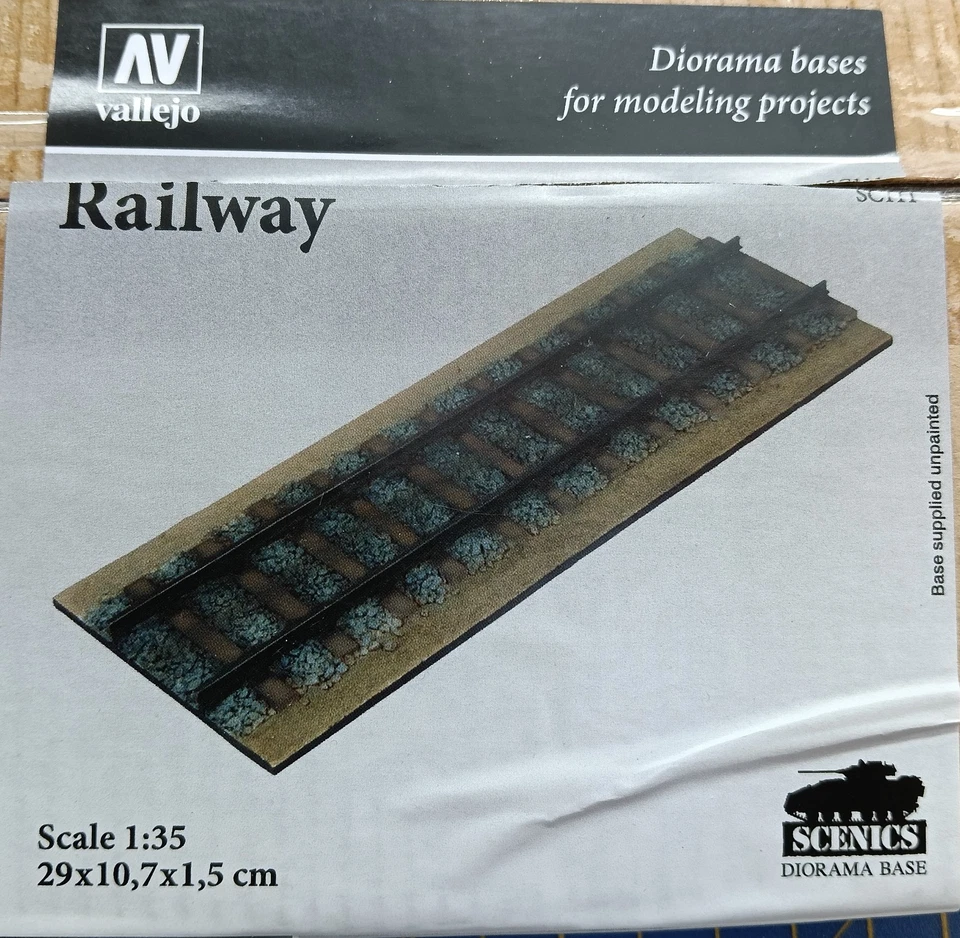 AV
vallejo
Diorama bases
for modeling projects
Railway
Base supplied unpainted
Scale 1:35
29x10,7x1,5 cm
SCENICS
DIORAMA BASE